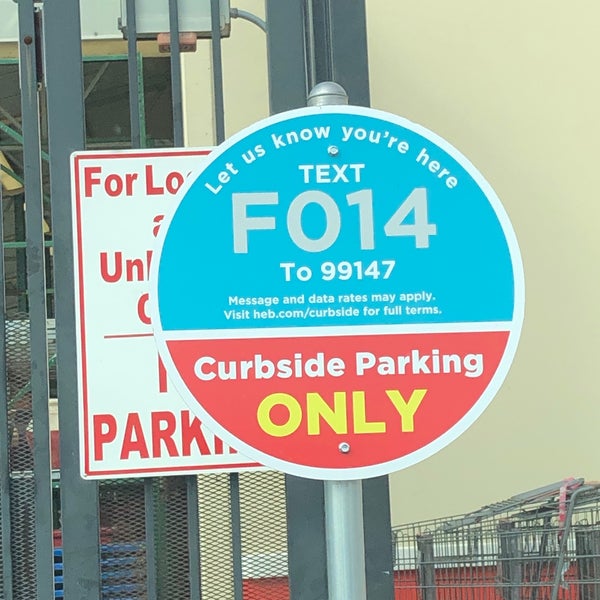 Let us know you're here
TEXT
F014
To 99147
Message and data rates may apply.
Visit heb.com/curbside for full terms.
Curbside Parking
ONLY
For